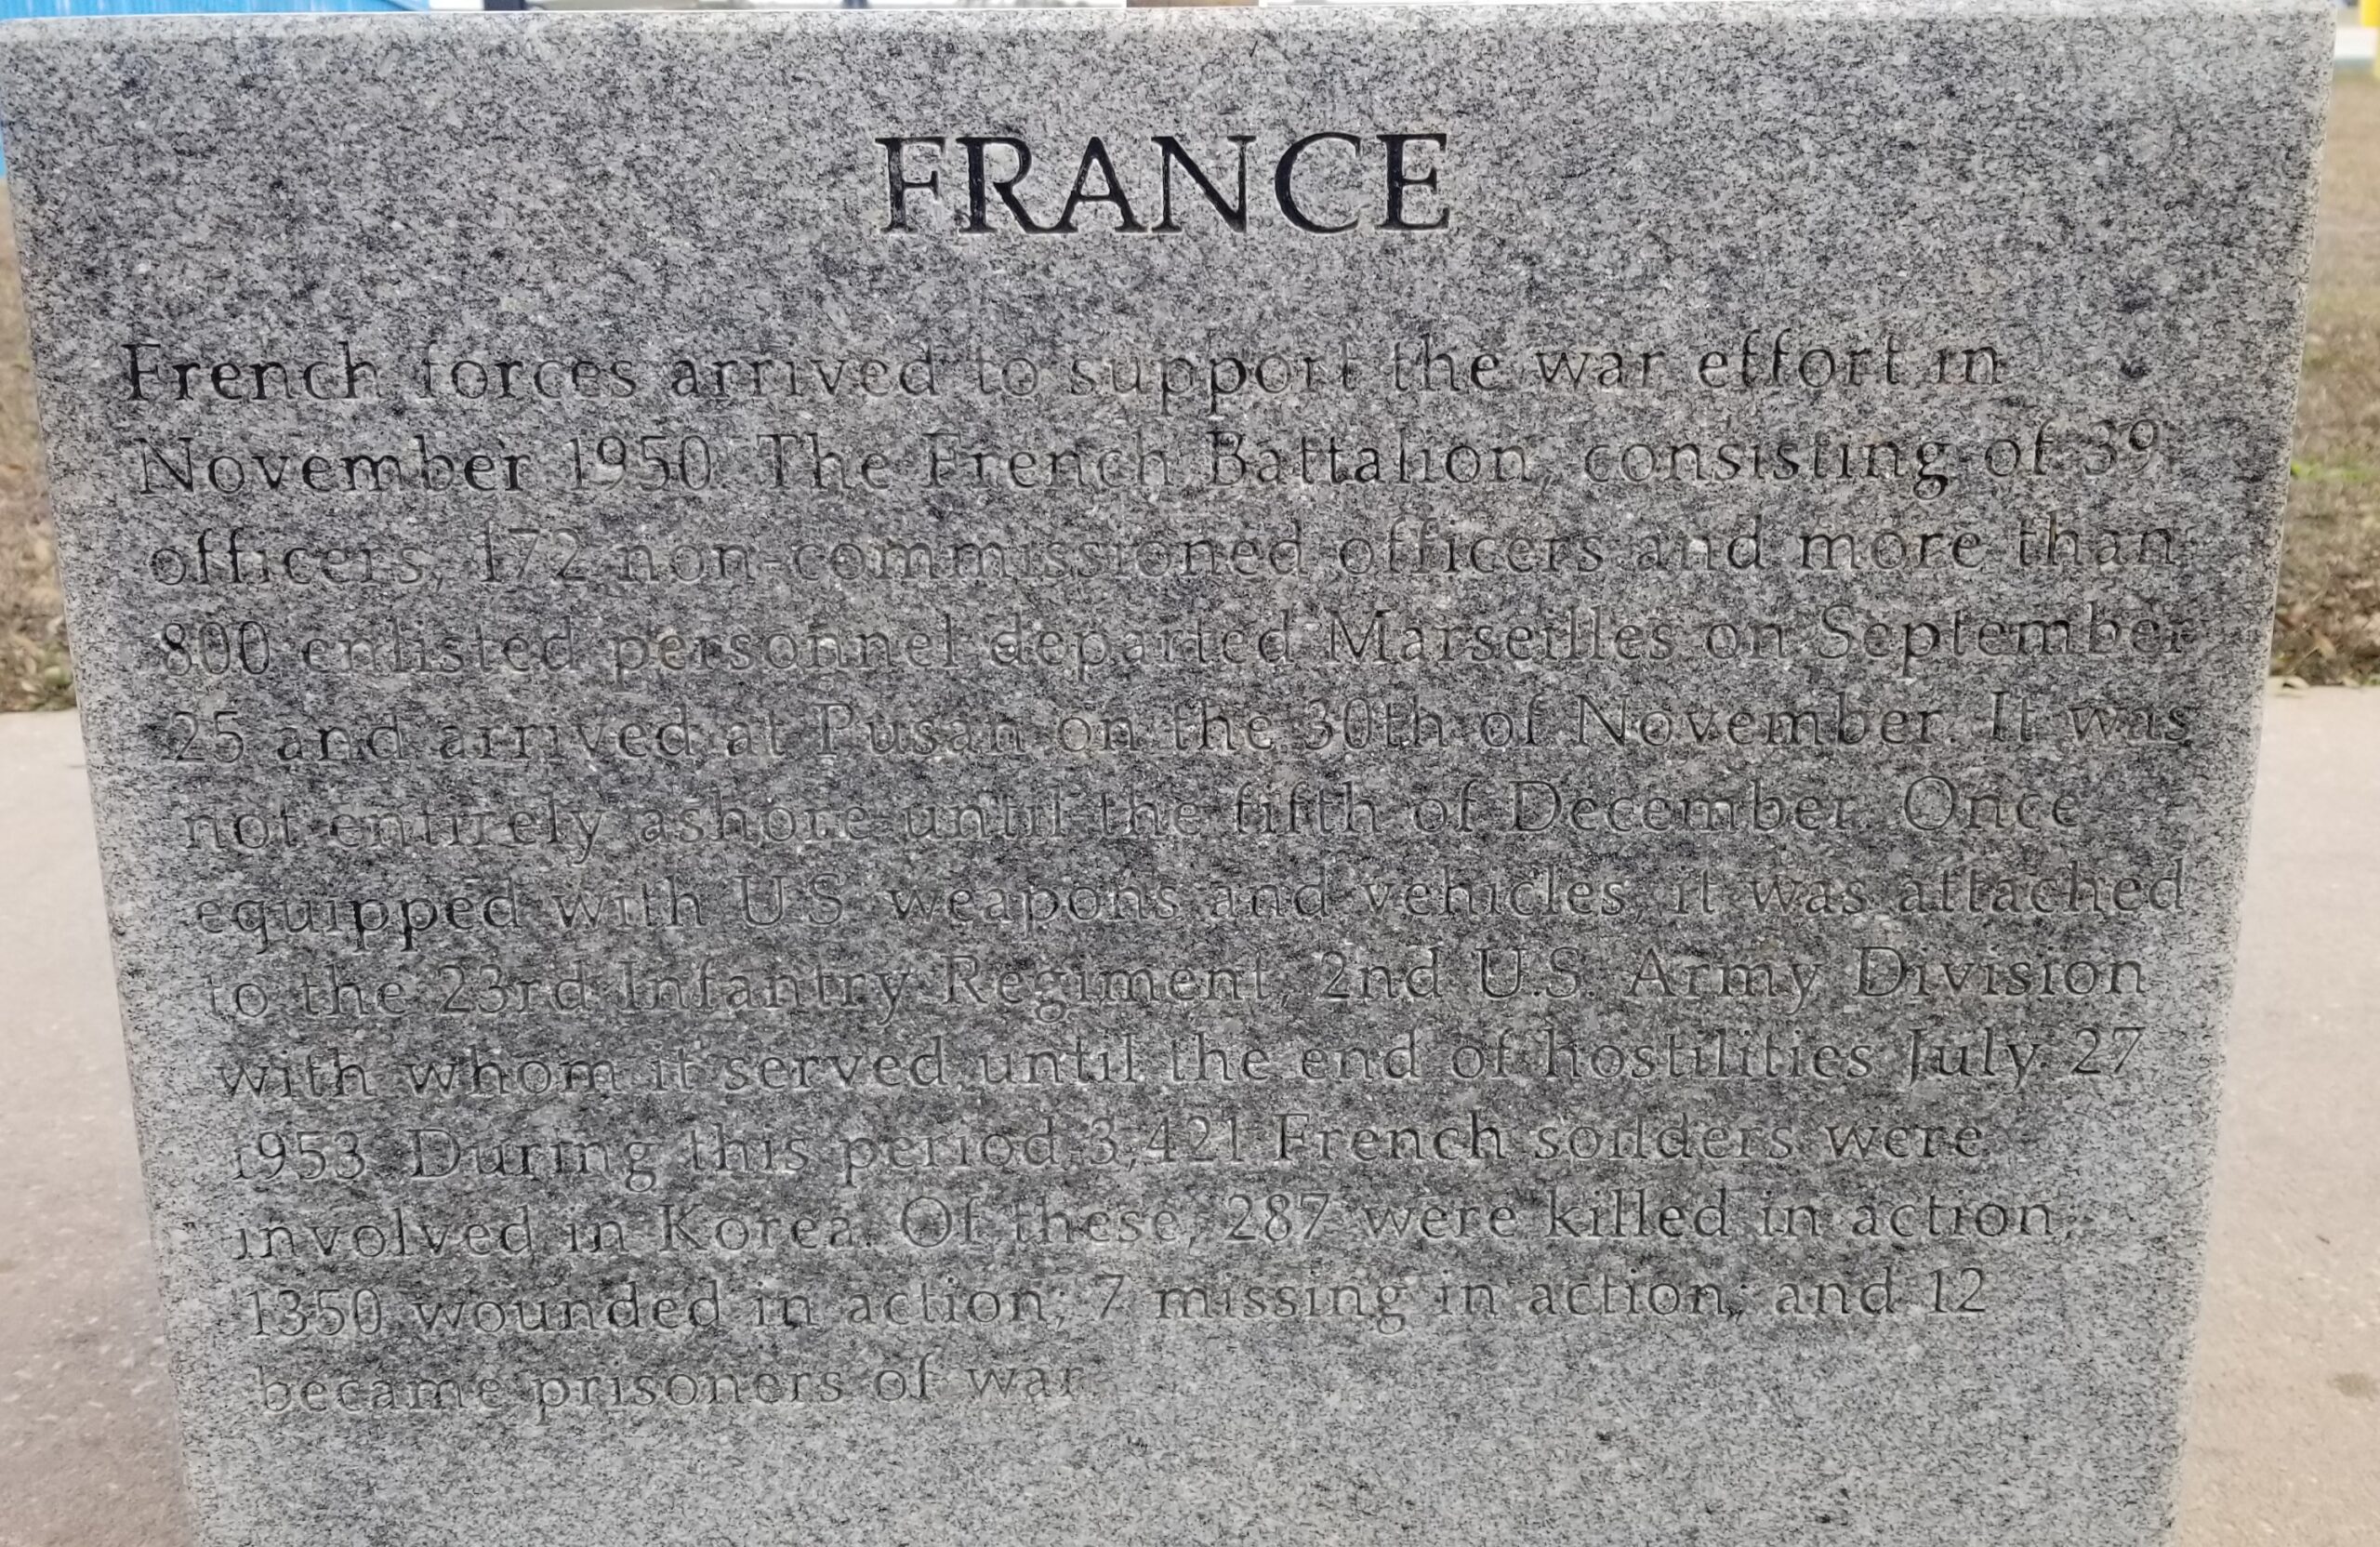 FRANCE
French forces arrived to support the war effort in
November 1950. The French Battalion, consisting of 39
officers, 172 non-commissioned officers and more than
800 enlisted personnel departed Marseilles on September
25 and arrived at Pusan on the 30th of November. It was
not entirely ashore until the fifth of December. Once
equipped with U.S. weapons and vehicles, it was attached
to the 23rd Infantry Regiment, 2nd U.S. Army Division
with whom it served until the end of hostilities July 27
1953. During this period 3,421 French soilders were
involved in Korea. Of these, 287 were killed in action,
1350 wounded in action, 7 missing in action, and 12
became prisoners of war.